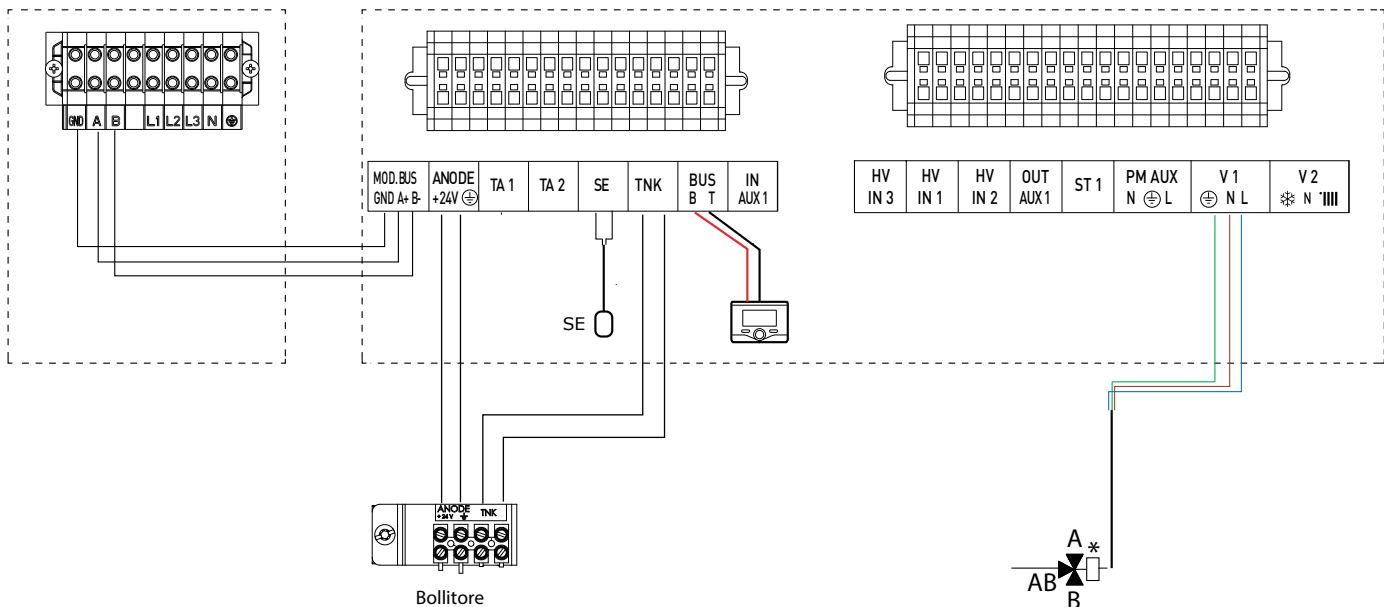 GND A B L1 L2 L3 N
MOD.BUS
GND A+ B-
ANODE
+24V
TA 1
TA 2
SE
TNK
BUS
B T
IN
AUX 1
HV
IN 3
HV
IN 1
HV
IN 2
OUT
AUX 1
ST 1
PM AUX
N L
V 1
N L
V 2
N
SE
ANODE
+24V
TNK
Bollitore
A *
AB
B